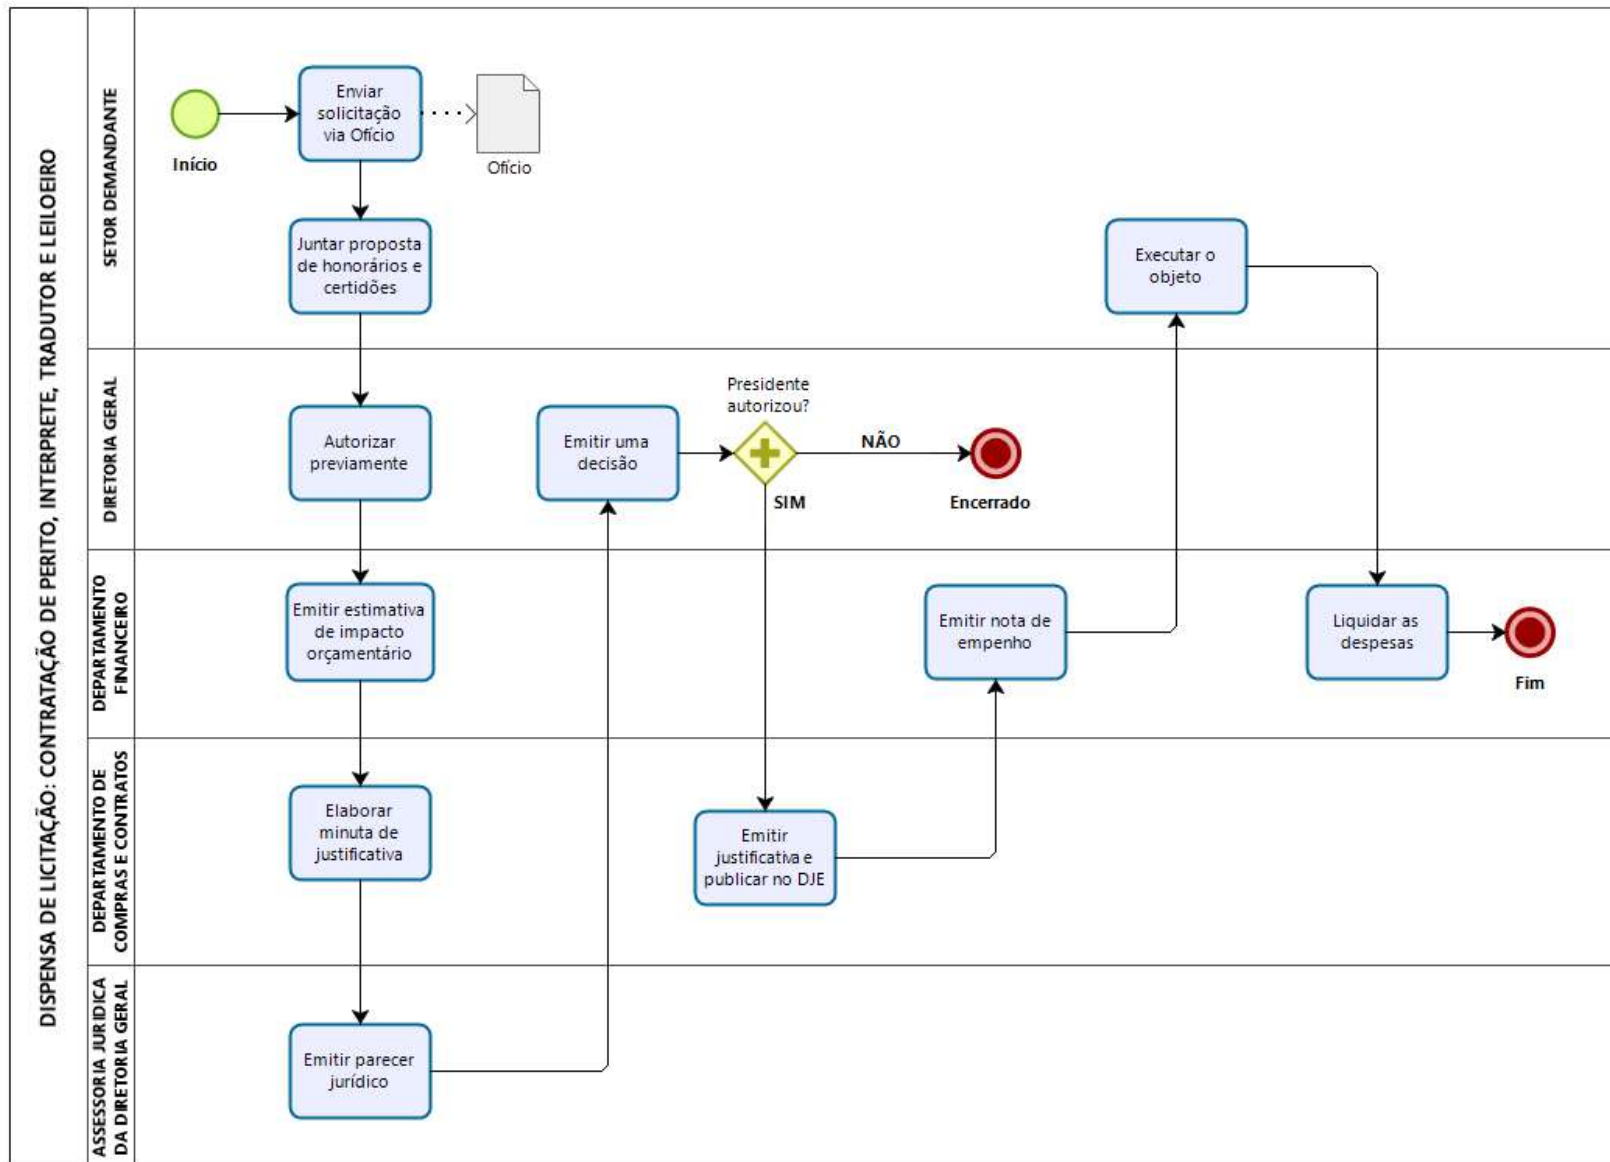 DISPENSA DE LICITAÇÃO: CONTRATAÇÃO DE PERITO, INTERPRETE, TRADUTOR E LEILOEIRO
SETOR DEMANDANTE
Início
Enviar
solicitação
via Ofício
Ofício
Juntar proposta
de honorários e
certidões
Executar o
objeto
DIRETORIA GERAL
Autorizar
previamente
Emitir uma
decisão
Presidente
autorizou?
NÃO
SIM
Encerrado
DEPARTAMENTO
FINANCEIRO
Emitir estimativa
de impacto
orçamentário
Emitir nota de
empenho
Liquidar as
despesas
Fim
DEPARTAMENTO DE
COMPRAS E CONTRATOS
Elaborar
minuta de
justificativa
Emitir
justificativa e
publicar no DJE
ASSESSORIA JURIDICA
DA DIRETORIA GERAL
Emitir parecer
jurídico